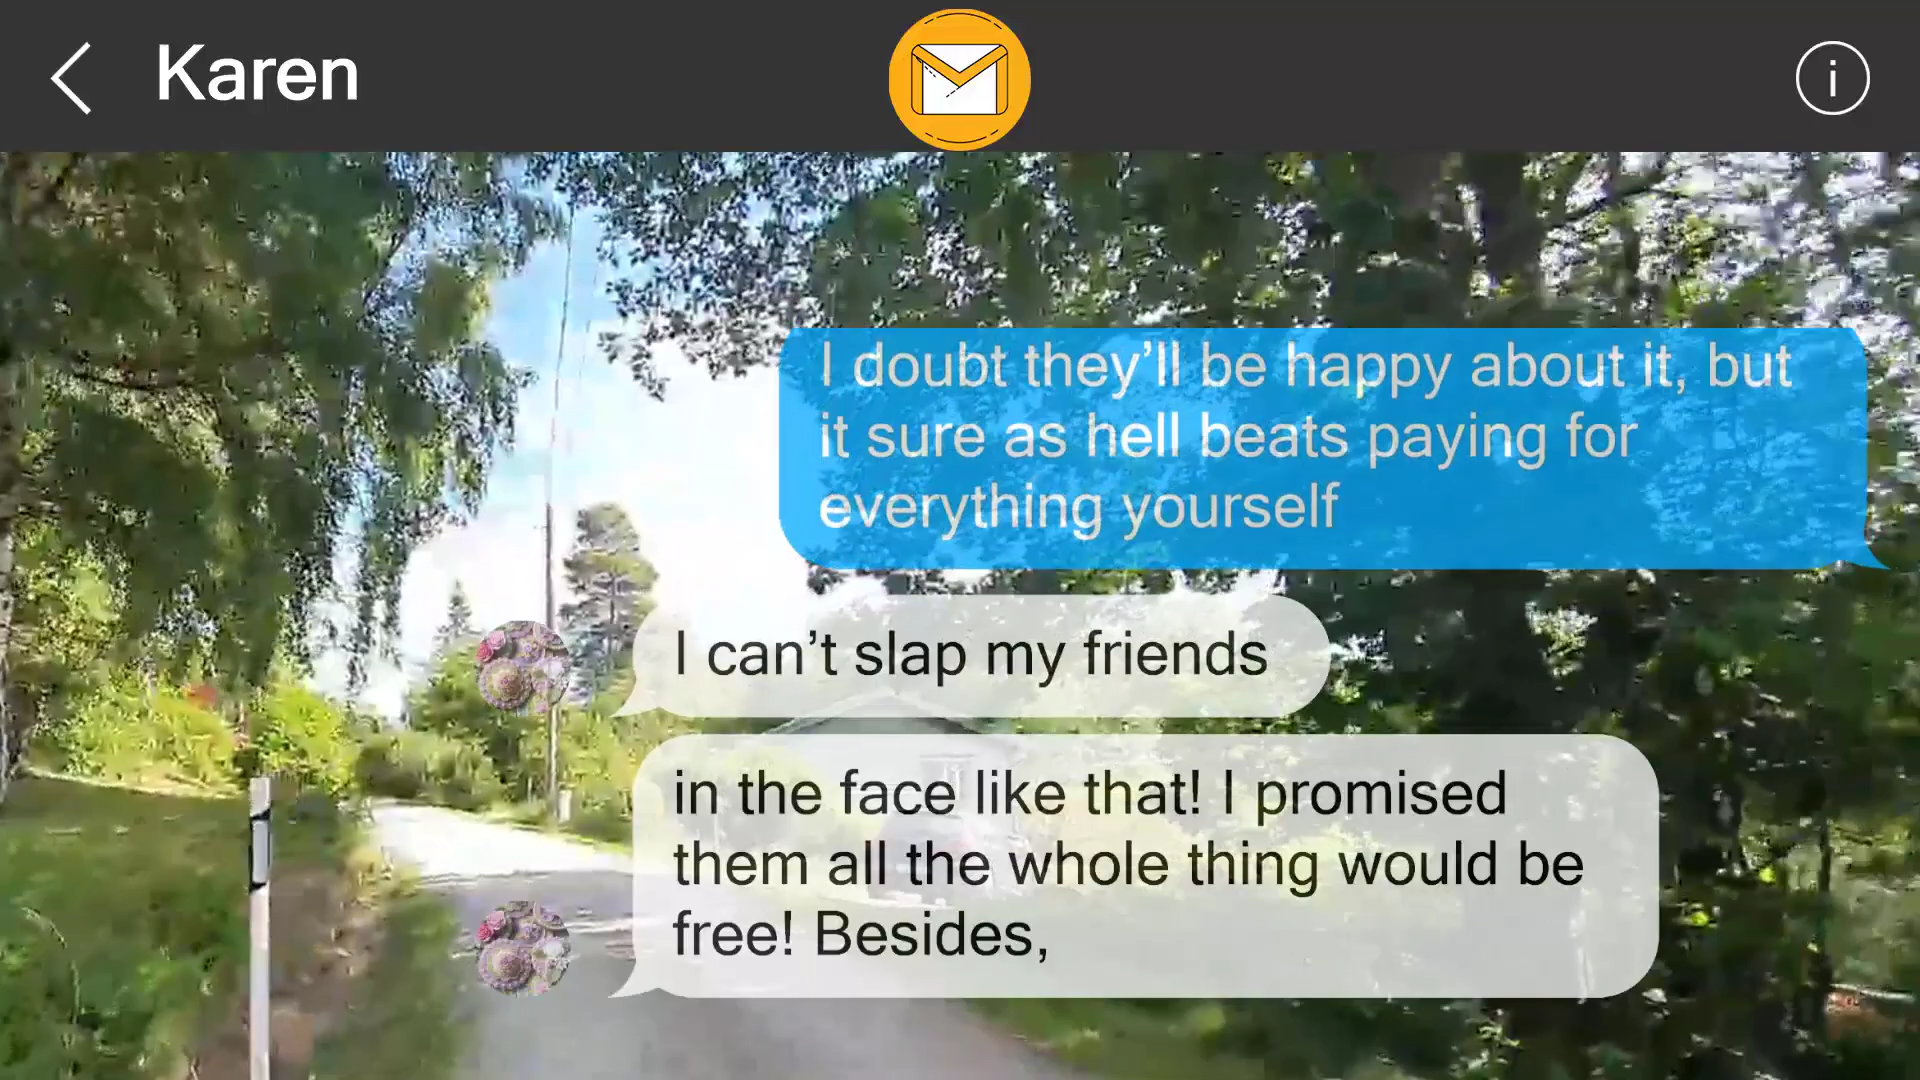 Karen
i
I doubt they’ll be happy about it, but
it sure as hell beats paying for
everything yourself
I can’t slap my friends
in the face like that! I promised
them all the whole thing would be
free! Besides,